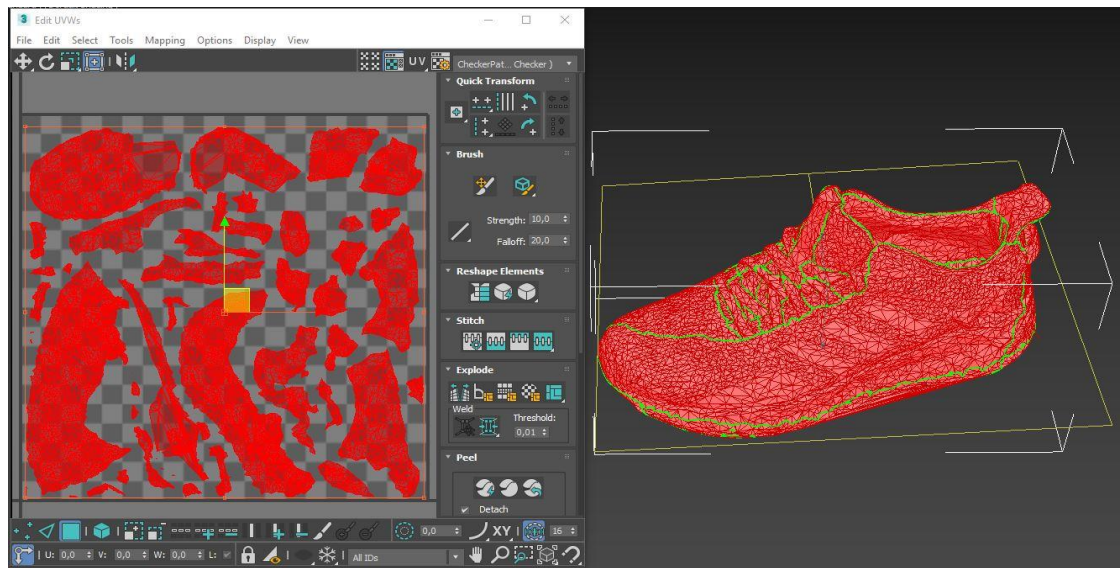 3 Edit UVWs
File Edit Select Tools Mapping Options Display View
UV CheckerPat... Checker )
Quick Transform
Brush
Strength: 10,0
Falloff: 20,0
Reshape Elements
Stitch
Explode
Weld
Threshold:
0,01
Peel
Detach
0,0 XY 16
U: 0,0 V: 0,0 W: 0,0 L: All IDs